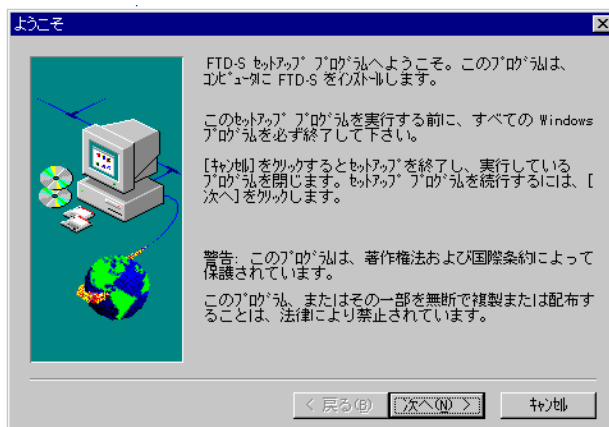 ようこそ
FTD-S ｾｯﾄｱｯﾌﾟ ﾌﾟﾛｸﾞﾗﾑへようこそ。このﾌﾟﾛｸﾞﾗﾑは、
ｺﾝﾋﾟｭｰﾀに FTD-S をｲﾝｽﾄｰﾙします。
このｾｯﾄｱｯﾌﾟ ﾌﾟﾛｸﾞﾗﾑを実行する前に、すべての Windows
ﾌﾟﾛｸﾞﾗﾑを必ず終了して下さい。
[ｷｬﾝｾﾙ] をｸﾘｯｸするとｾｯﾄｱｯﾌﾟを終了し、実行している
ﾌﾟﾛｸﾞﾗﾑを閉じます。ｾｯﾄｱｯﾌﾟ ﾌﾟﾛｸﾞﾗﾑを続行するには、[
次へ] をｸﾘｯｸします。
警告: このﾌﾟﾛｸﾞﾗﾑは、著作権法および国際条約によって
保護されています。
このﾌﾟﾛｸﾞﾗﾑ、またはその一部を無断で複製または配布す
ることは、法律により禁止されています。
< 戻る(B) 次へ(N) > ｷｬﾝｾﾙ